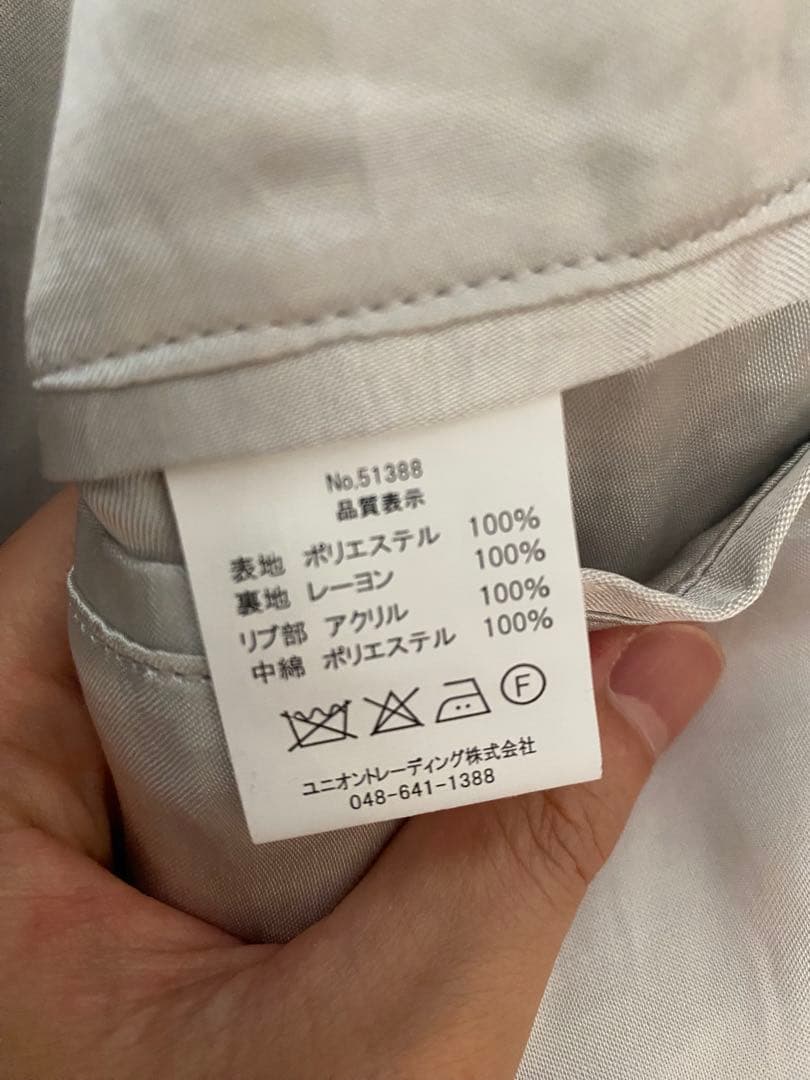 No.51388
品質表示
表地 ポリエステル 100%
裏地 レーヨン 100%
リブ部 アクリル 100%
中綿 ポリエステル 100%
F
ユニオントレーディング株式会社
048-641-1388